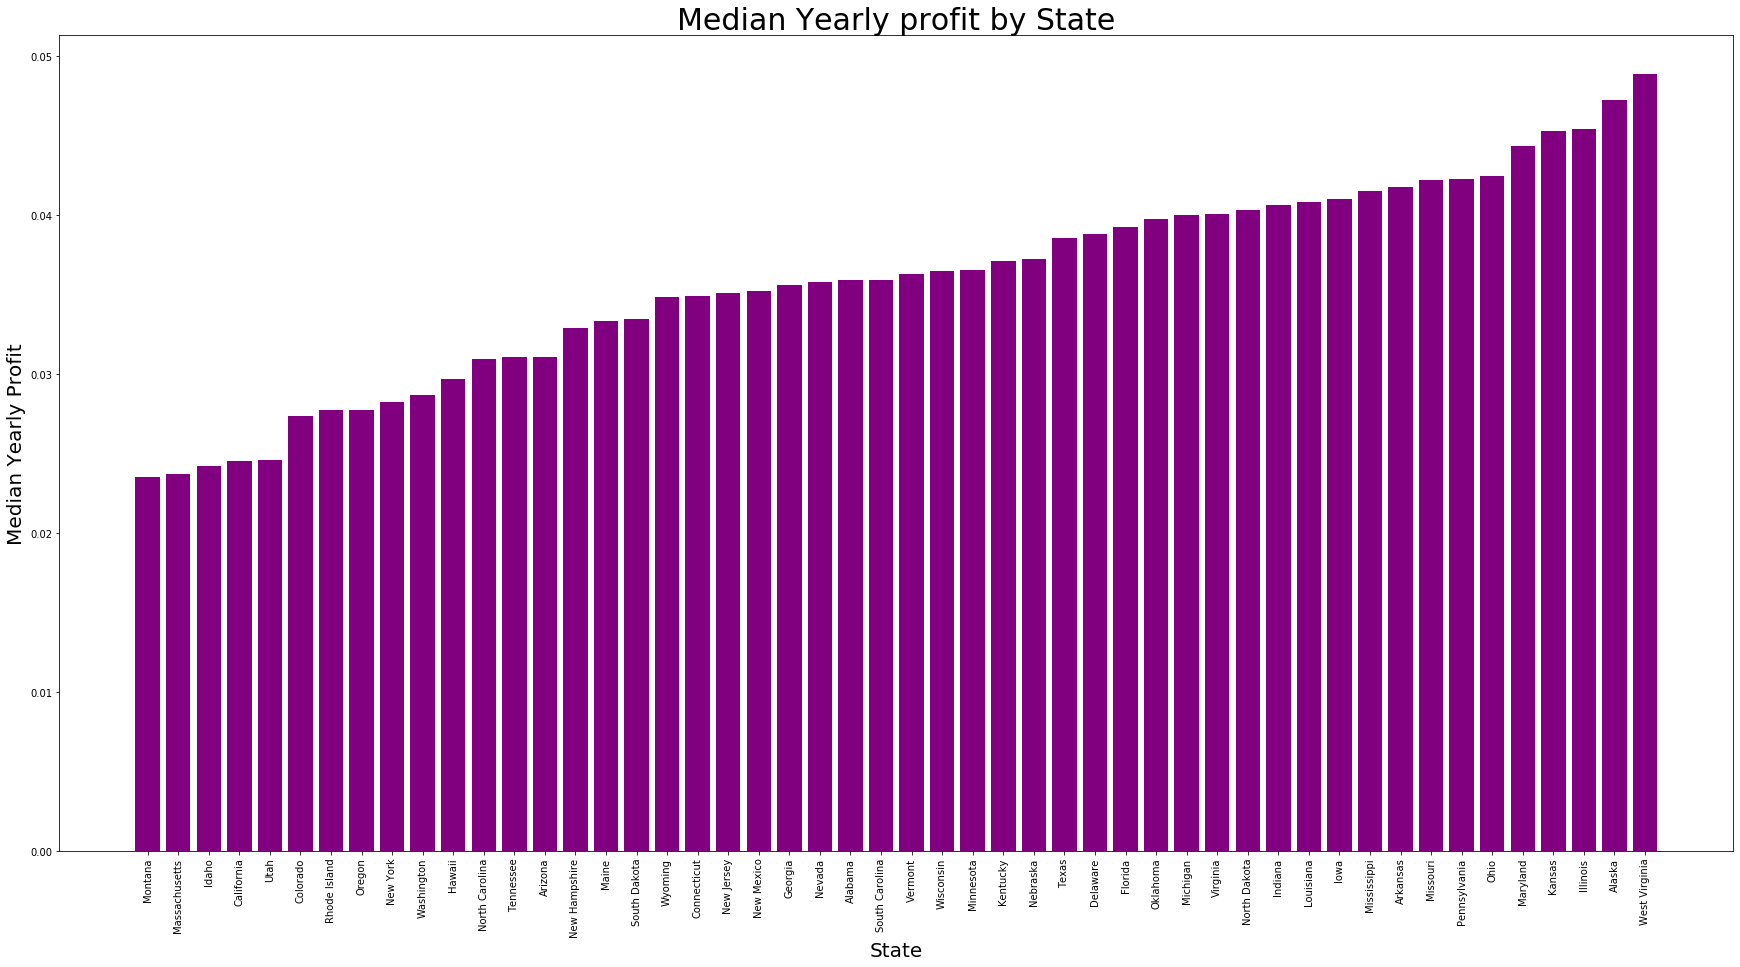 Median Yearly profit by State
Median Yearly Profit
0.05
0.04
0.03
0.02
0.01
0.00
Montana
Massachusetts
Idaho
California
Utah
Colorado
Rhode Island
Oregon
New York
Washington
Hawaii
North Carolina
Tennessee
Arizona
New Hampshire
Maine
South Dakota
Wyoming
Connecticut
New Jersey
New Mexico
Georgia
Nevada
Alabama
South Carolina
Vermont
Wisconsin
Minnesota
Kentucky
Nebraska
Texas
Delaware
Florida
Oklahoma
Michigan
Virginia
North Dakota
Indiana
Louisiana
Iowa
Mississippi
Arkansas
Missouri
Pennsylvania
Ohio
Maryland
Kansas
Illinois
Alaska
West Virginia
State